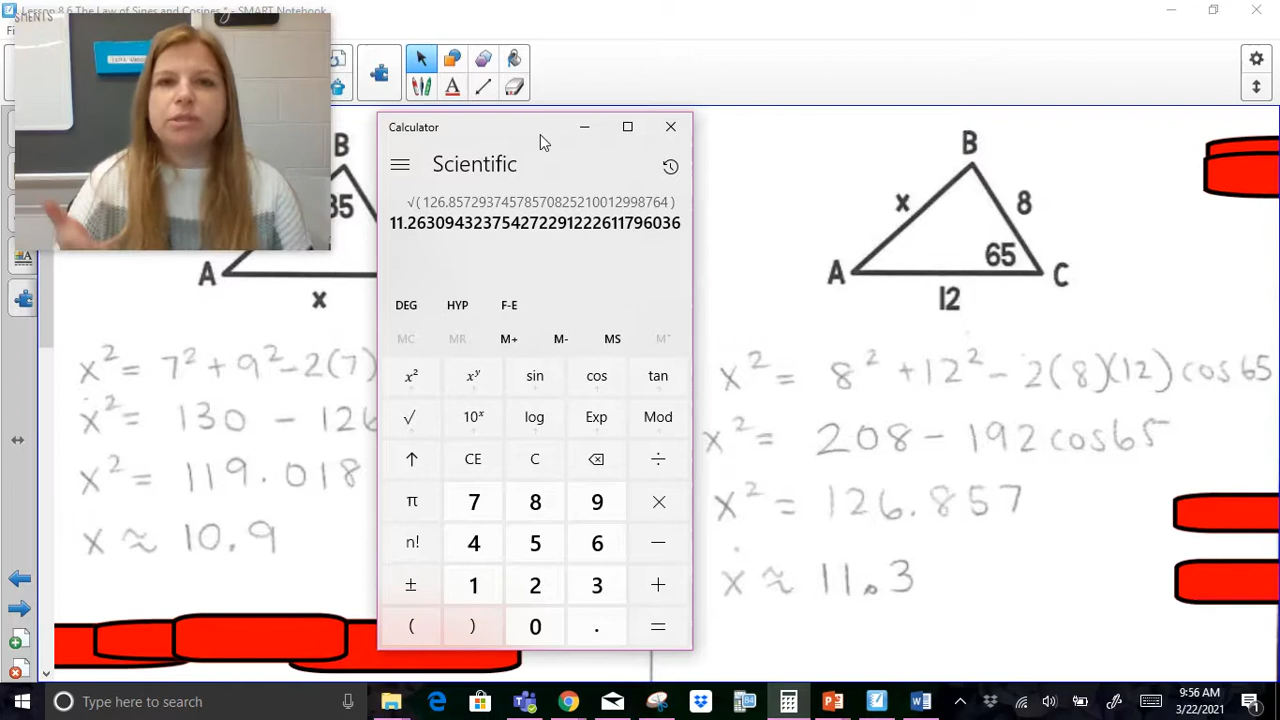 Lesson 8.6 The Law of Sines and Cosines * - SMART Notebook
SMENTS
B
85
A
x
x² = 7² + 9² - 2(7)
x² = 130 - 126
x² = 119.018
x ≈ 10.9
Calculator
Scientific
√( 126.85729374578570825210012998764 )
11.263094323754272291222611796036
DEG HYP F-E
MC MR M+ M- MS M˅
x² xʸ sin cos tan
√ 10ˣ log Exp Mod
↑ CE C ÷
π 7 8 9 ×
n! 4 5 6 −
± 1 2 3 +
( ) 0 . =
B
x 8
65
A C
12
x² = 8² + 12² - 2(8)(12) cos 65
x² = 208 - 192 cos65
x² = 126.857
x ≈ 11.3
Type here to search
9:56 AM
3/22/2021